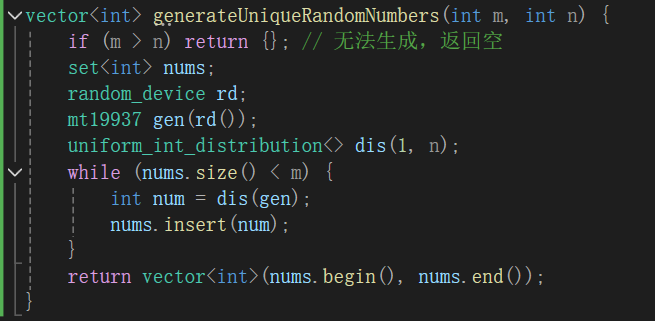 vector<int> generateUniqueRandomNumbers(int m, int n) {
    if (m > n) return {}; // 无法生成，返回空
    set<int> nums;
    random_device rd;
    mt19937 gen(rd());
    uniform_int_distribution<> dis(1, n);
    while (nums.size() < m) {
        int num = dis(gen);
        nums.insert(num);
    }
    return vector<int>(nums.begin(), nums.end());
}